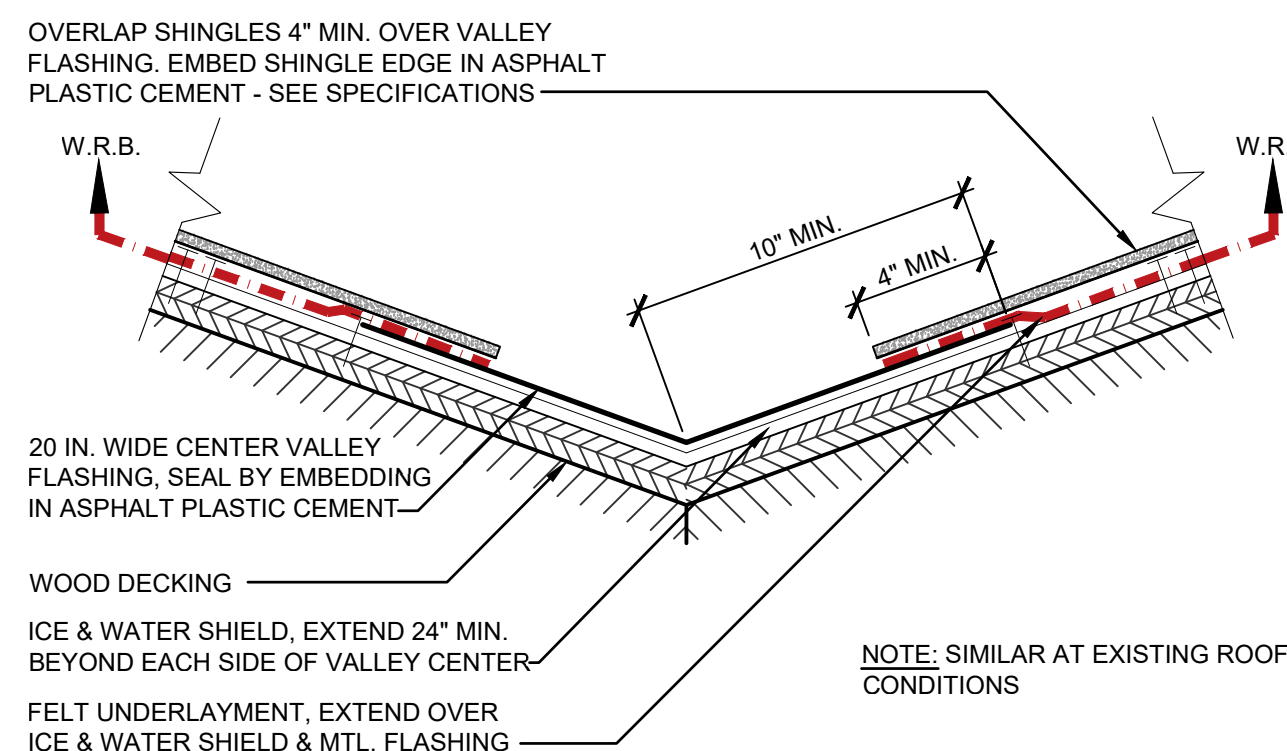 OVERLAP SHINGLES 4" MIN. OVER VALLEY
FLASHING. EMBED SHINGLE EDGE IN ASPHALT
PLASTIC CEMENT - SEE SPECIFICATIONS
W.R.B.
W.R.
10" MIN.
4" MIN.
20 IN. WIDE CENTER VALLEY
FLASHING, SEAL BY EMBEDDING
IN ASPHALT PLASTIC CEMENT
WOOD DECKING
ICE & WATER SHIELD, EXTEND 24" MIN.
BEYOND EACH SIDE OF VALLEY CENTER
NOTE: SIMILAR AT EXISTING ROOF
CONDITIONS
FELT UNDERLAYMENT, EXTEND OVER
ICE & WATER SHIELD & MTL. FLASHING